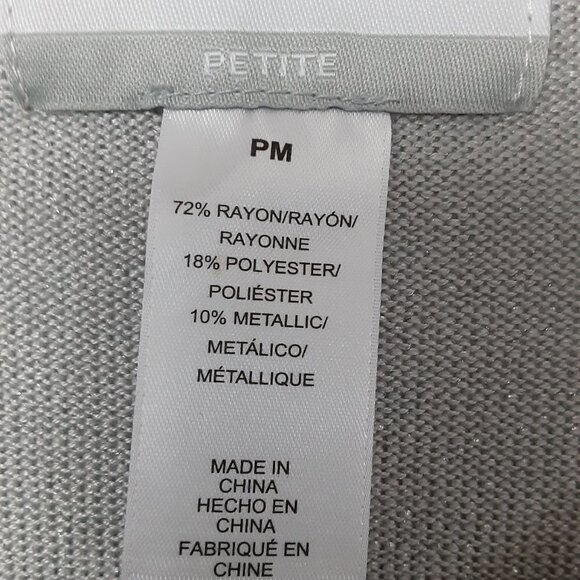 PETITE
PM
72% RAYON/RAYÓN/
RAYONNE
18% POLYESTER/
POLIÉSTER
10% METALLIC/
METÁLICO/
MÉTALLIQUE
MADE IN
CHINA
HECHO EN
CHINA
FABRIQUÉ EN
CHINE